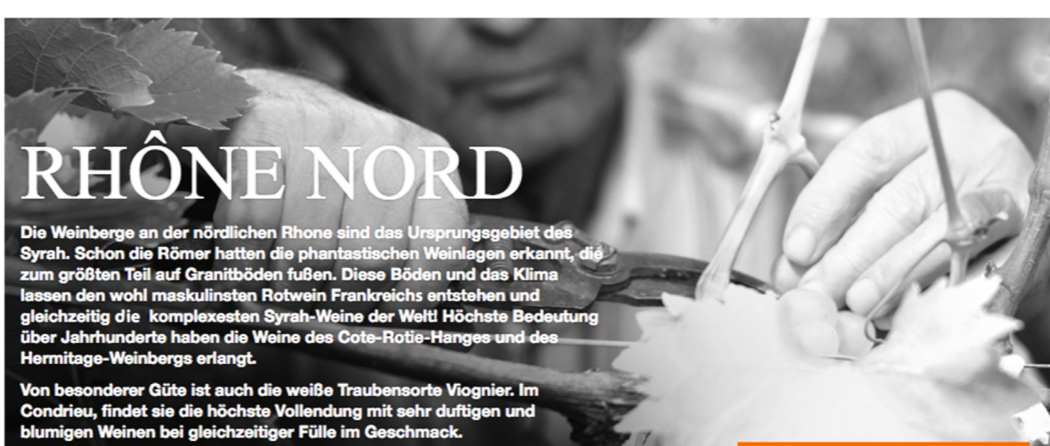 RHÔNE NORD
Die Weinberge an der nördlichen Rhone sind das Ursprungsgebiet des
Syrah. Schon die Römer hatten die phantastischen Weinlagen erkannt, die
zum größten Teil auf Granitböden fußen. Diese Böden und das Klima
lassen den wohl maskulinsten Rotwein Frankreichs entstehen und
gleichzeitig die komplexesten Syrah-Weine der Welt! Höchste Bedeutung
über Jahrhunderte haben die Weine des Cote-Rotie-Hanges und des
Hermitage-Weinbergs erlangt.
Von besonderer Güte ist auch die weiße Traubensorte Viognier. Im
Condrieu, findet sie die höchste Vollendung mit sehr duftigen und
blumigen Weinen bei gleichzeitiger Fülle im Geschmack.